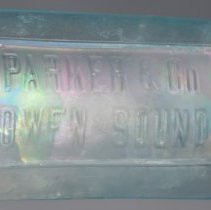 PARKER & Co
OWEN SOUND